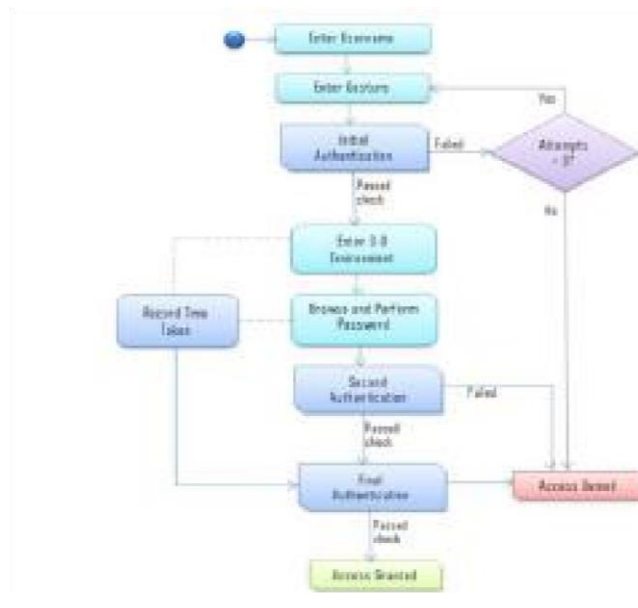 Enter Username
Enter Gesture
Yes
Initial
Authentication
Failed
Attempts
Passed
check
No
Enter 3-D
Environment
Record Time
Taken
Browse and Perform
Password
Second
Authentication
Failed
Passed
check
Final
Authentication
Access Denied
Passed
check
Access Granted